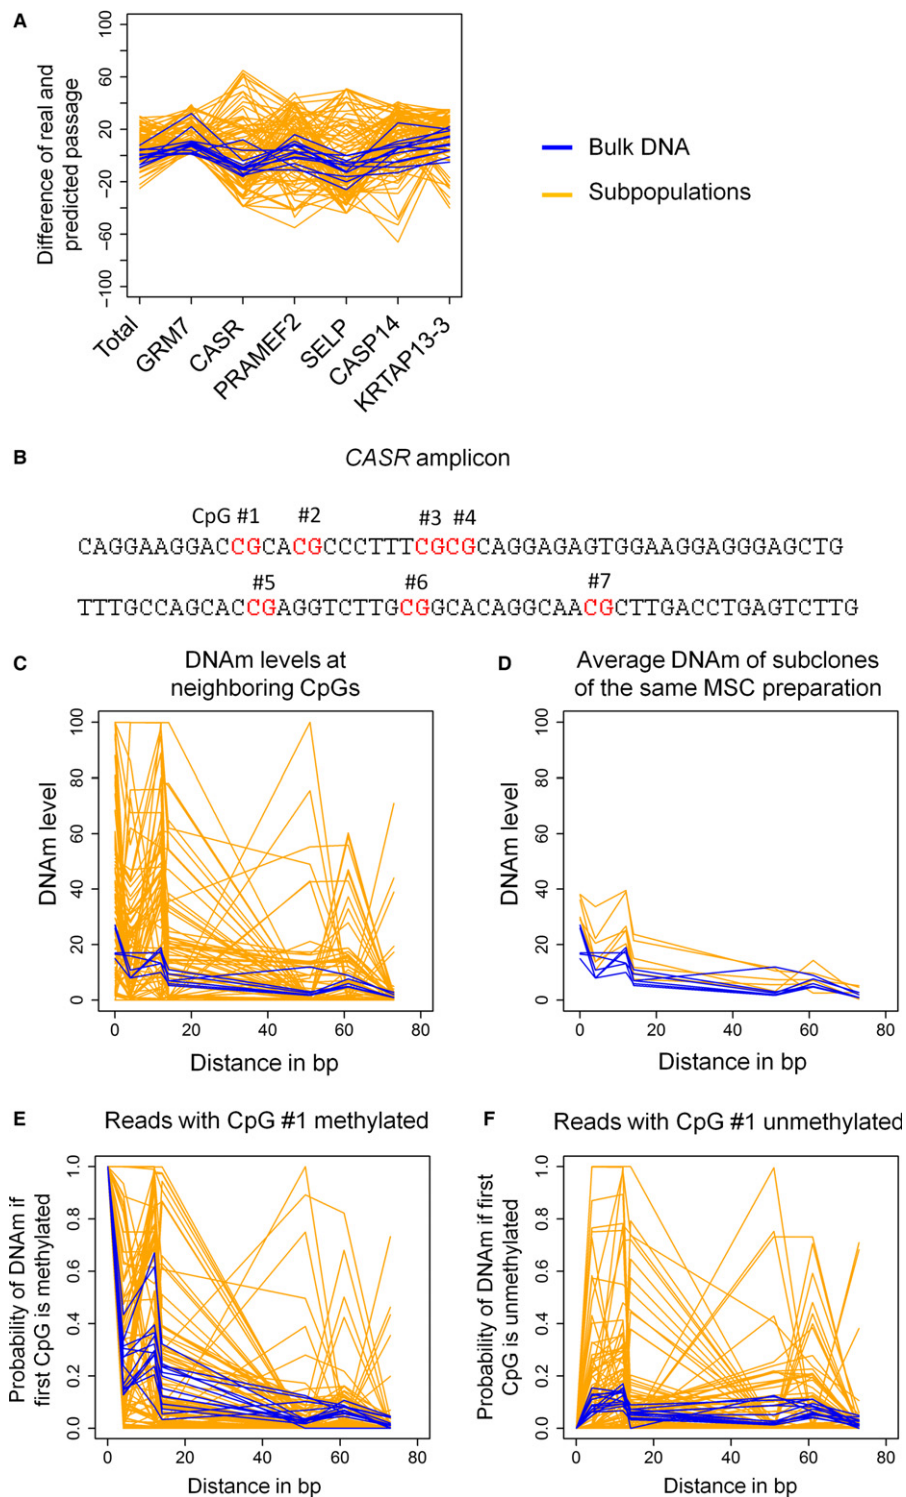 A
Difference of real and
predicted passage
100
60
20
−20
−60
−100
Total
GRM7
CASR
PRAMEF2
SELP
CASP14
KRTAP13-3
Bulk DNA
Subpopulations
B
CASR amplicon
CpG #1 #2 #3 #4
CAGGAAGGACCGCACGCCCTTTCGCGCAGGAGAGTGGAAGGAGGGAGCTG
#5 #6 #7
TTTGCCAGCACCGAGGTCTTGCGGCACAGGCAACGCTTGACCTGAGTCTTG
C
DNAm levels at
neighboring CpGs
DNAm level
100
80
60
40
20
0
0 20 40 60 80
Distance in bp
D
Average DNAm of subclones
of the same MSC preparation
DNAm level
100
80
60
40
20
0
0 20 40 60 80
Distance in bp
E
Reads with CpG #1 methylated
Probability of DNAm if
first CpG is methylated
1.0
0.8
0.6
0.4
0.2
0.0
0 20 40 60 80
Distance in bp
F
Reads with CpG #1 unmethylated
Probability of DNAm if first
CpG is unmethylated
1.0
0.8
0.6
0.4
0.2
0.0
0 20 40 60 80
Distance in bp